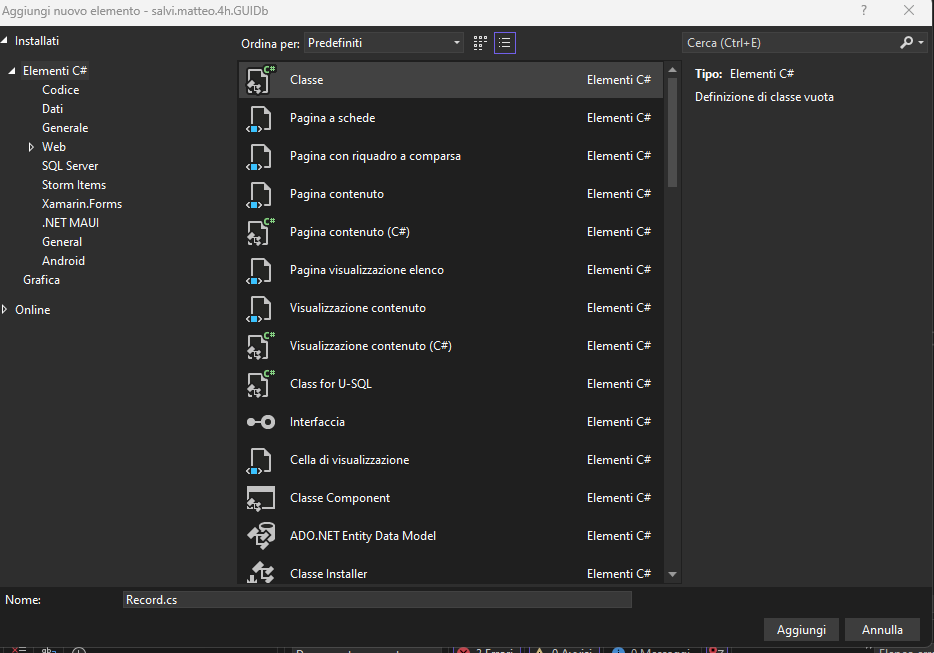 Aggiungi nuovo elemento - salvi.matteo.4h.GUIDb
?
Installati
Ordina per: Predefiniti
Cerca (Ctrl+E)
Elementi C#
Codice
Dati
Generale
Web
SQL Server
Storm Items
Xamarin.Forms
.NET MAUI
General
Android
Grafica
Online
Classe Elementi C#
Pagina a schede Elementi C#
Pagina con riquadro a comparsa Elementi C#
Pagina contenuto Elementi C#
Pagina contenuto (C#) Elementi C#
Pagina visualizzazione elenco Elementi C#
Visualizzazione contenuto Elementi C#
Visualizzazione contenuto (C#) Elementi C#
Class for U-SQL Elementi C#
Interfaccia Elementi C#
Cella di visualizzazione Elementi C#
Classe Component Elementi C#
ADO.NET Entity Data Model Elementi C#
Classe Installer Elementi C#
Tipo: Elementi C#
Definizione di classe vuota
Nome: Record.cs
Aggiungi Annulla